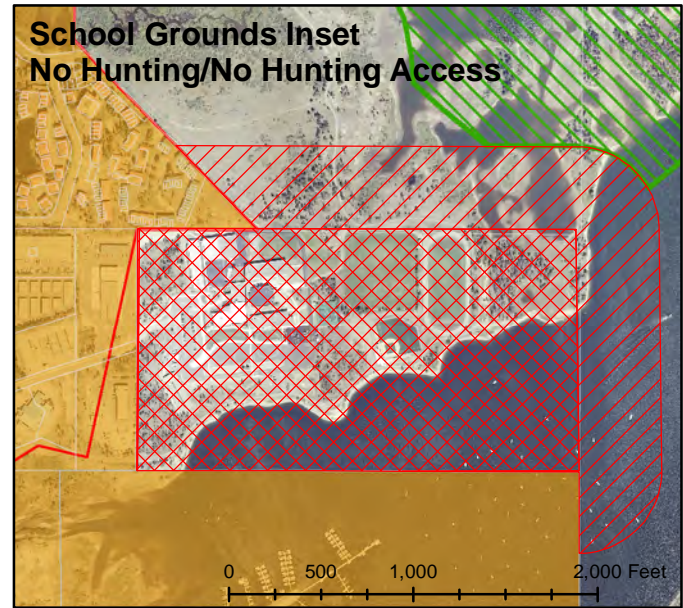 School Grounds Inset
No Hunting/No Hunting Access
0 500 1,000 2,000 Feet